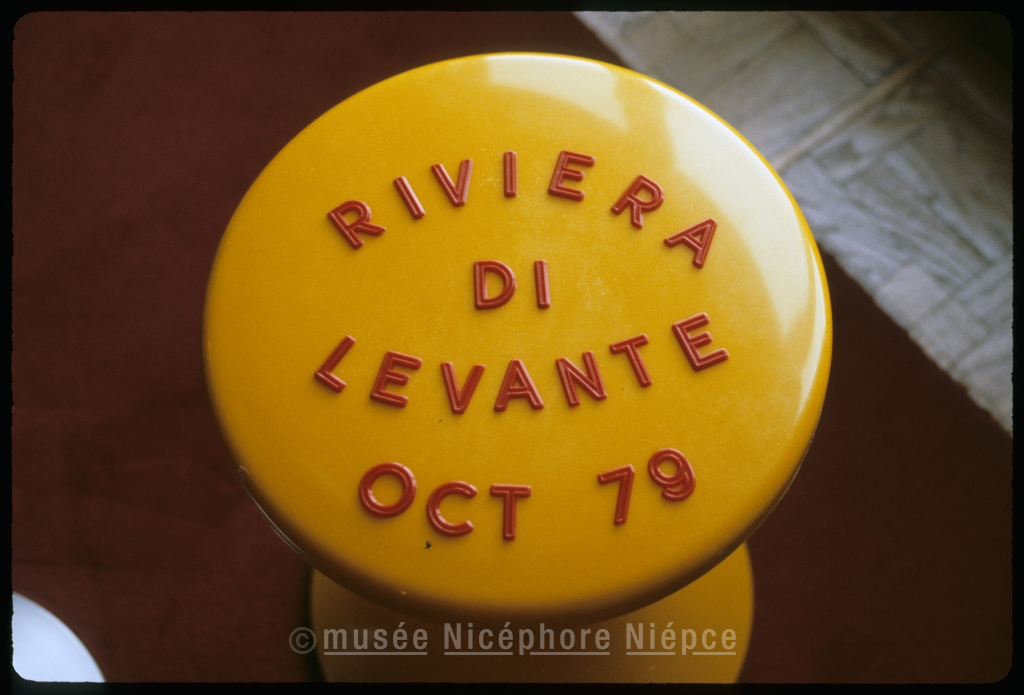 RIVIERA
DI
LEVANTE
OCT 79
©musée Nicéphore Niépce